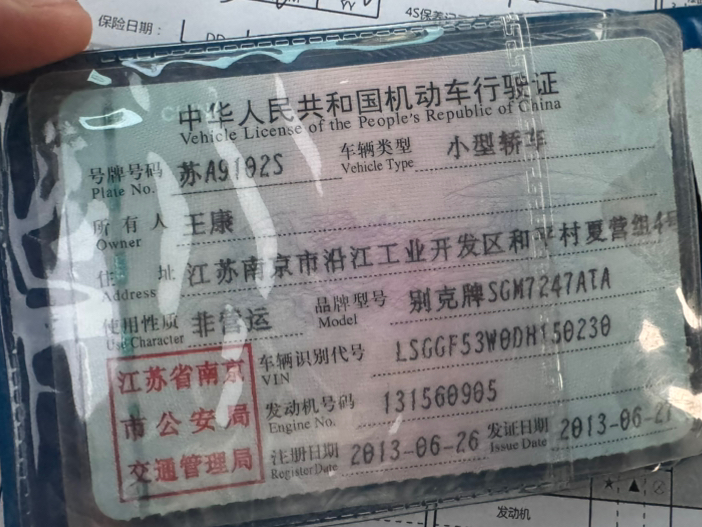 保险日期：
中华人民共和国机动车行驶证
Vehicle License of the People's Republic of China
号牌号码 苏A9102S 车辆类型 小型轿车
Plate No. Vehicle Type
所有人 王康
Owner
住址 江苏南京市沿江工业开发区和平村夏营组4号
Address
使用性质 非营运 品牌型号 别克牌SGM7247ATA
Use Character Model
车辆识别代号 LSGGF53W0DH150230
VIN
发动机号码 131560905
Engine No.
注册日期 2013-06-26 发证日期 2013-06-27
Register Date Issue Date
江苏省南京
市公安局
交通管理局
发动机